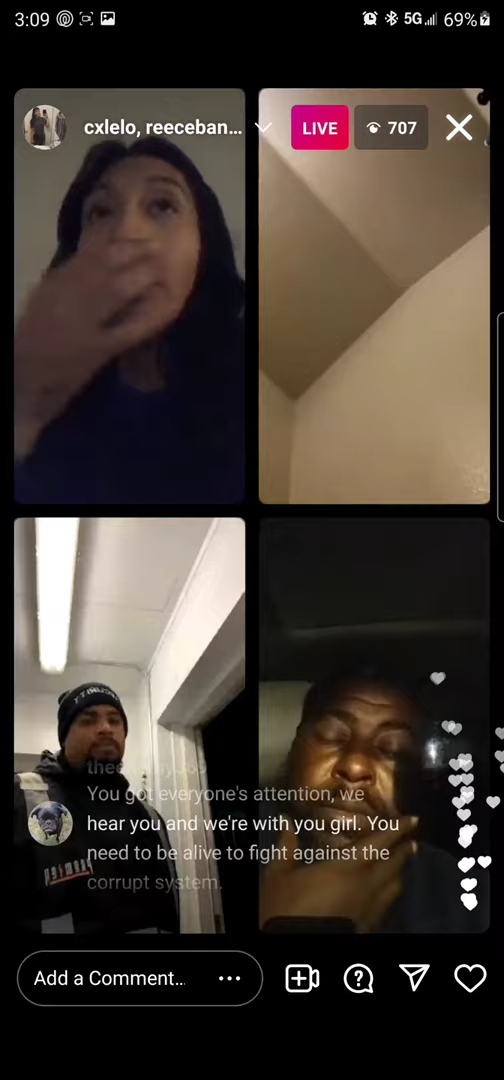 3:09
5G 69%
cxlelo, reeceban...
LIVE
707
You got everyone's attention, we
hear you and we're with you girl. You
need to be alive to fight against the
corrupt system.
Add a Comment...